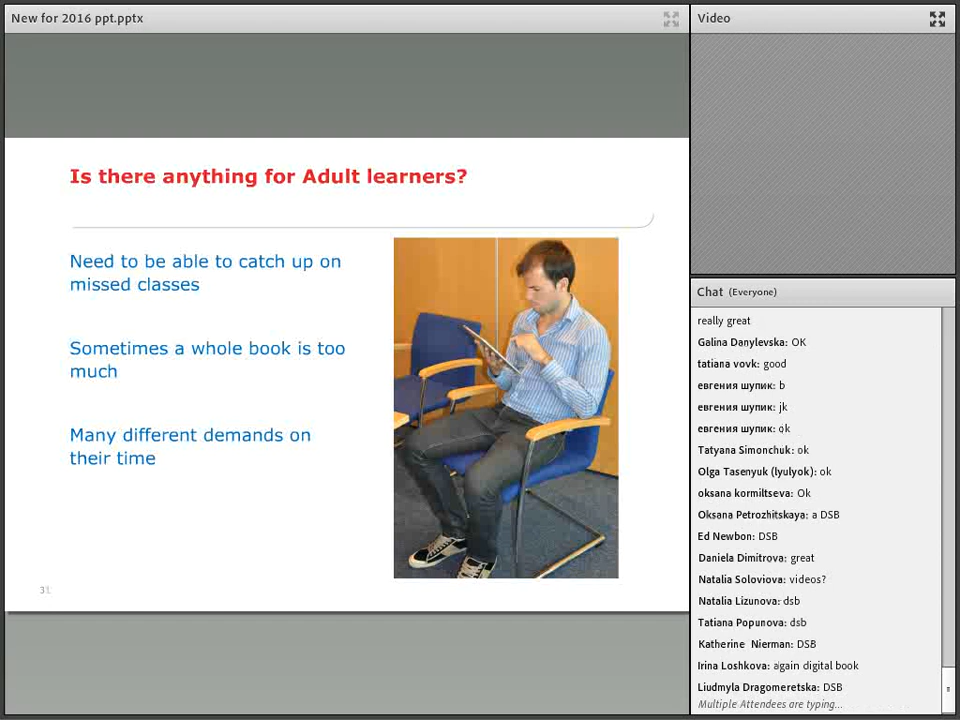 New for 2016 ppt.pptx
Is there anything for Adult learners?
Need to be able to catch up on
missed classes
Sometimes a whole book is too
much
Many different demands on
their time
31
Video
Chat (Everyone)
really great
Galina Danylevska: OK
tatiana vovk: good
евгения шупик: b
евгения шупик: jk
евгения шупик: ok
Tatyana Simonchuk: ok
Olga Tasenyuk (lyulyok): ok
oksana kormiltseva: Ok
Oksana Petrozhitskaya: a DSB
Ed Newbon: DSB
Daniela Dimitrova: great
Natalia Soloviova: videos?
Natalia Lizunova: dsb
Tatiana Popunova: dsb
Katherine Nierman: DSB
Irina Loshkova: again digital book
Liudmyla Dragomeretska: DSB
Multiple Attendees are typing...